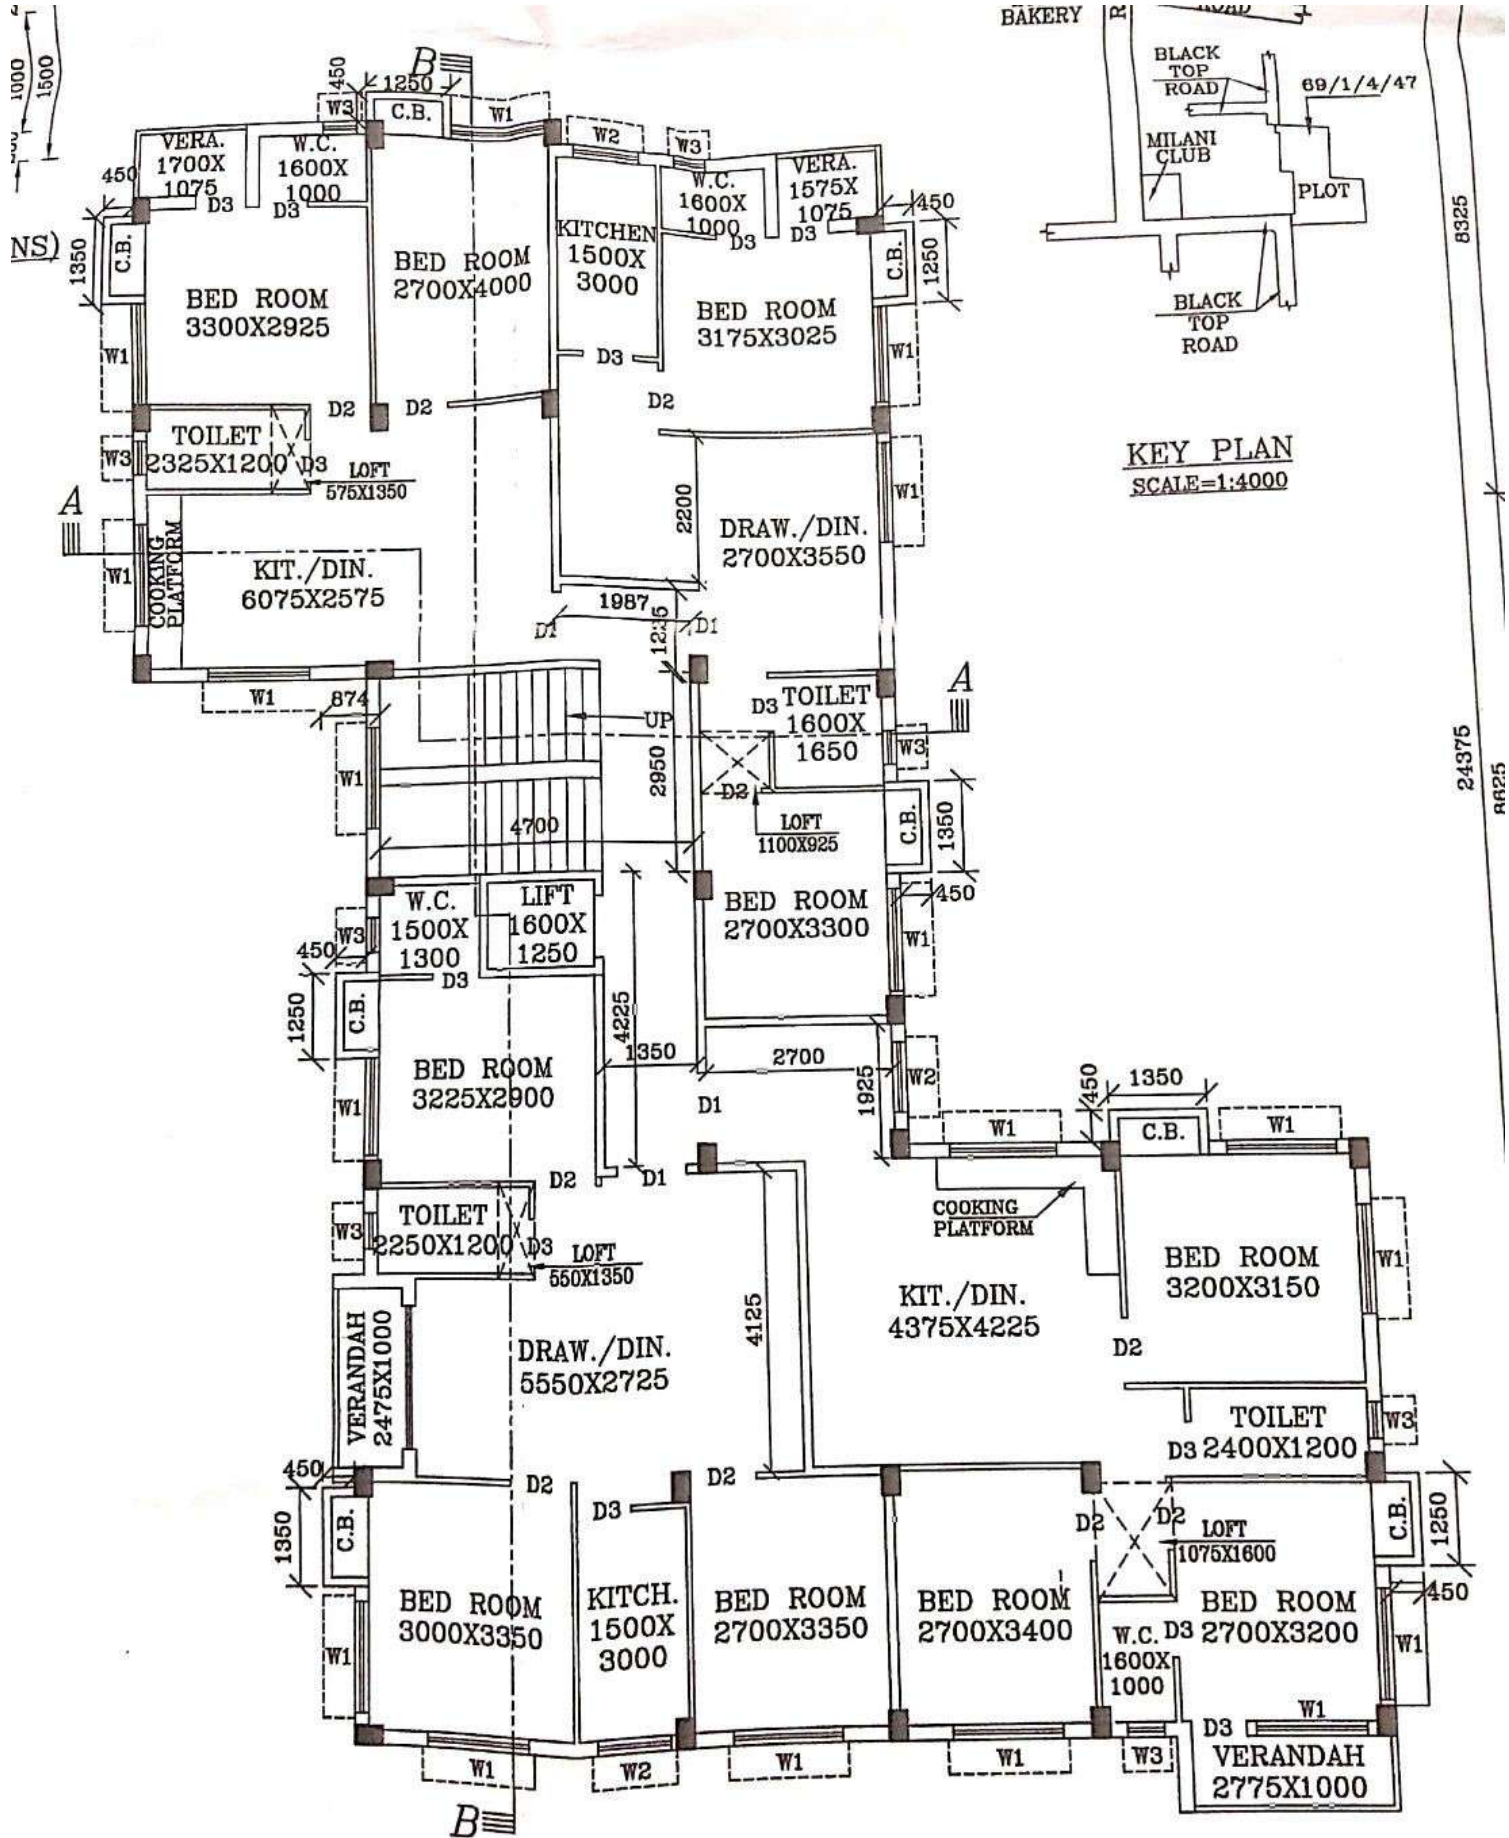 BAKERY
ROAD
1000
1500
BLACK
TOP
ROAD
69/1/4/47
MILANI
CLUB
PLOT
BLACK
TOP
ROAD
KEY PLAN
SCALE=1:4000
8325
24375
8625
NS)
B
450
1250
W3
C.B.
W1
W2
W3
VERA.
1700X
1075
W.C.
1600X
1000
D3
D3
450
1350
C.B.
BED ROOM
3300X2925
BED ROOM
2700X4000
KITCHEN
1500X
3000
W.C.
1600X
1000
VERA.
1575X
1075
D3
D3
450
C.B.
1250
BED ROOM
3175X3025
W1
W1
D3
D2
D2
D2
TOILET
2325X1200
D3
W3
LOFT
575X1350
A
W1
COOKING
PLATFORM
KIT./DIN.
6075X2575
2200
DRAW./DIN.
2700X3550
W1
1987
1235
D1
D1
W1
874
UP
D3
TOILET
1600X
1650
A
W3
W1
2950
D2
LOFT
1100X925
C.B.
1350
4700
450
W.C.
1500X
1300
LIFT
1600X
1250
BED ROOM
2700X3300
W1
W3
450
D3
1250
C.B.
4225
1350
2700
1925
W2
BED ROOM
3225X2900
W1
D1
450
1350
C.B.
W1
W1
D2
D1
TOILET
2250X1200
D3
W3
LOFT
550X1350
COOKING
PLATFORM
BED ROOM
3200X3150
W1
KIT./DIN.
4375X4225
4125
D2
VERANDAH
2475X1000
DRAW./DIN.
5550X2725
TOILET
2400X1200
D3
W3
450
D2
D2
D3
1350
C.B.
D2
D2
LOFT
1075X1600
C.B.
1250
450
BED ROOM
3000X3350
KITCH.
1500X
3000
BED ROOM
2700X3350
BED ROOM
2700X3400
BED ROOM
2700X3200
W1
W.C.
1600X
1000
D3
W1
W1
D3
W1
W2
W1
W1
W3
VERANDAH
2775X1000
B